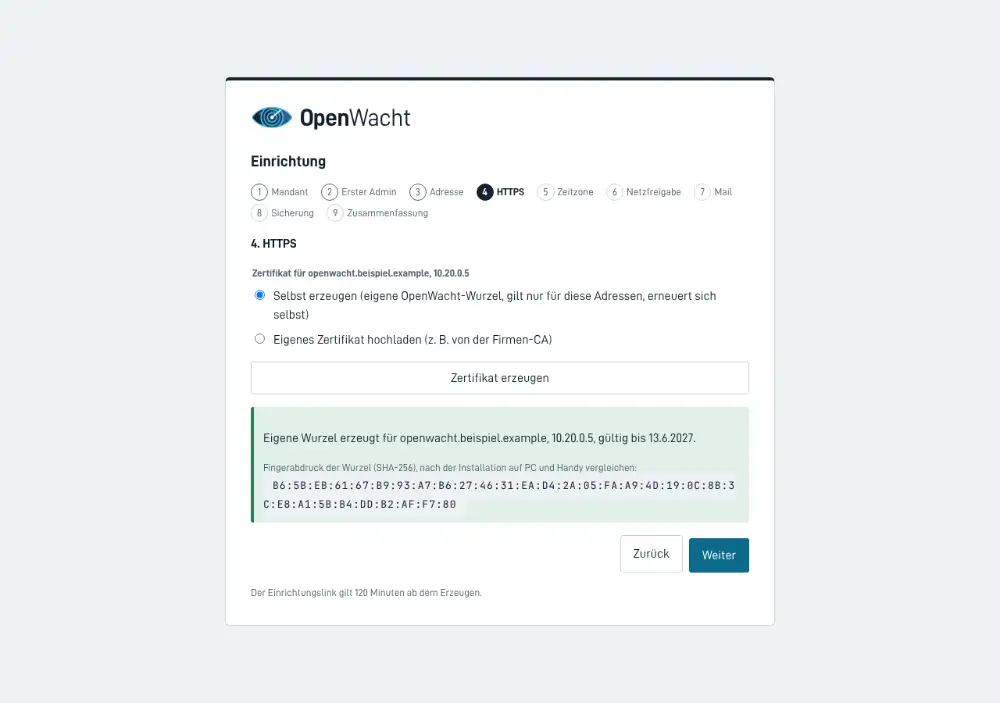 OpenWacht
Einrichtung
1 Mandant 2 Erster Admin 3 Adresse 4 HTTPS 5 Zeitzone 6 Netzfreigabe 7 Mail
8 Sicherung 9 Zusammenfassung
4. HTTPS
Zertifikat für openwacht.beispiel.example, 10.20.0.5
Selbst erzeugen (eigene OpenWacht-Wurzel, gilt nur für diese Adressen, erneuert sich
selbst)
Eigenes Zertifikat hochladen (z. B. von der Firmen-CA)
Zertifikat erzeugen
Eigene Wurzel erzeugt für openwacht.beispiel.example, 10.20.0.5, gültig bis 13.6.2027.
Fingerabdruck der Wurzel (SHA-256), nach der Installation auf PC und Handy vergleichen:
B6:5B:EB:61:67:B9:93:A7:B6:27:46:31:EA:D4:2A:05:FA:A9:4D:19:0C:8B:3
C:E8:A1:5B:B4:DD:B2:AF:F7:80
Zurück Weiter
Der Einrichtungslink gilt 120 Minuten ab dem Erzeugen.